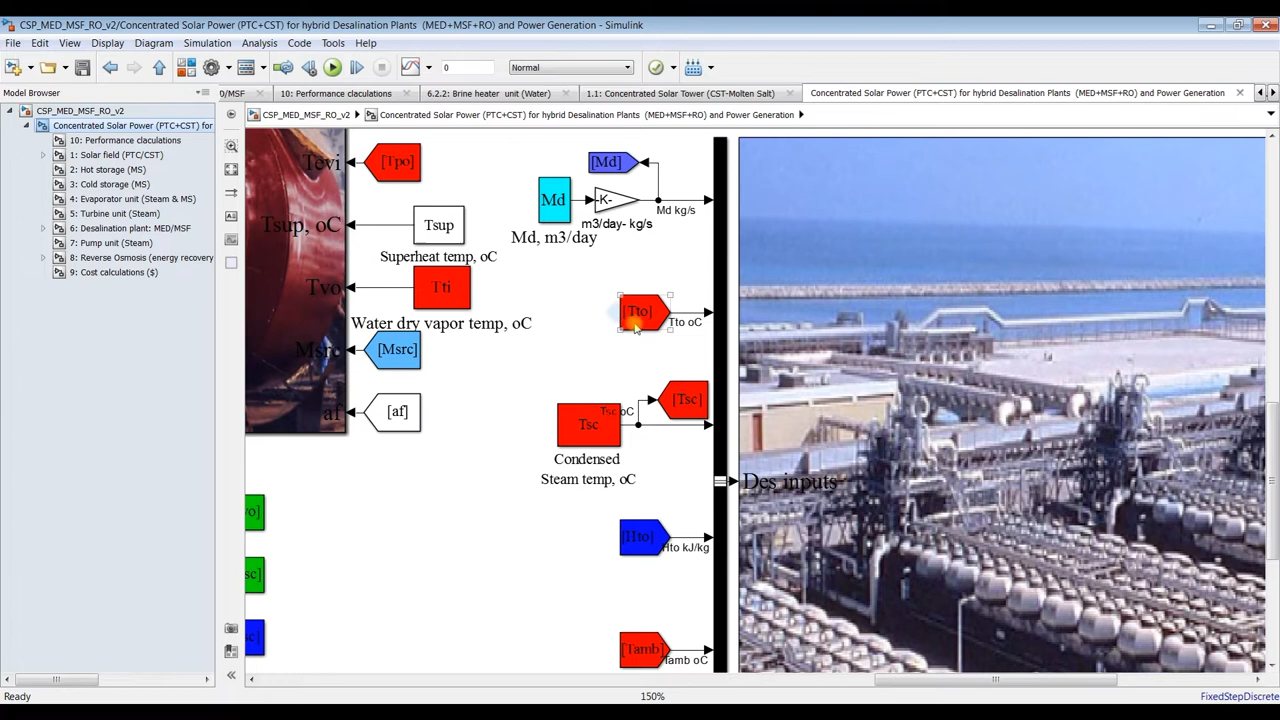 CSP_MED_MSF_RO_v2/Concentrated Solar Power (PTC+CST) for hybrid Desalination Plants (MED+MSF+RO) and Power Generation - Simulink
File Edit View Display Diagram Simulation Analysis Code Tools Help
0 Normal
Model Browser
0/MSF 10: Performance claculations 6.2.2: Brine heater unit (Water) 1.1: Concentrated Solar Tower (CST-Molten Salt) Concentrated Solar Power (PTC+CST) for hybrid Desalination Plants (MED+MSF+RO) and Power Generation
CSP_MED_MSF_RO_v2 Concentrated Solar Power (PTC+CST) for hybrid Desalination Plants (MED+MSF+RO) and Power Generation
CSP_MED_MSF_RO_v2
Concentrated Solar Power (PTC+CST) for
10: Performance claculations
1: Solar field (PTC/CST)
2: Hot storage (MS)
3: Cold storage (MS)
4: Evaporator unit (Steam & MS)
5: Turbine unit (Steam)
6: Desalination plant: MED/MSF
7: Pump unit (Steam)
8: Reverse Osmosis (energy recovery
9: Cost calculations ($)
Tevi [Tpo]
Tsup, oC Tsup
Superheat temp, oC
Tvo Tti
Water dry vapor temp, oC
Msrc [Msrc]
af [af]
vo]
sc]
sc]
[Md]
Md -K- Md kg/s
m3/day- kg/s
Md, m3/day
[Tto] Tto oC
[Tsc]
Tsc oC
Tsc
Condensed
Steam temp, oC
Des inputs
[Hto] Hto kJ/kg
[Tamb] Tamb oC
Ready 150% FixedStepDiscrete